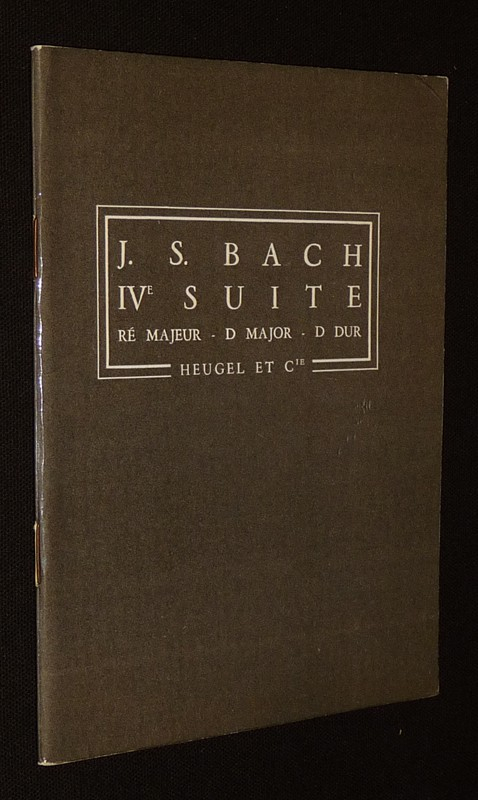 J. S. BACH
IVE SUITE
RÉ MAJEUR - D MAJOR - D DUR
HEUGEL ET CIE